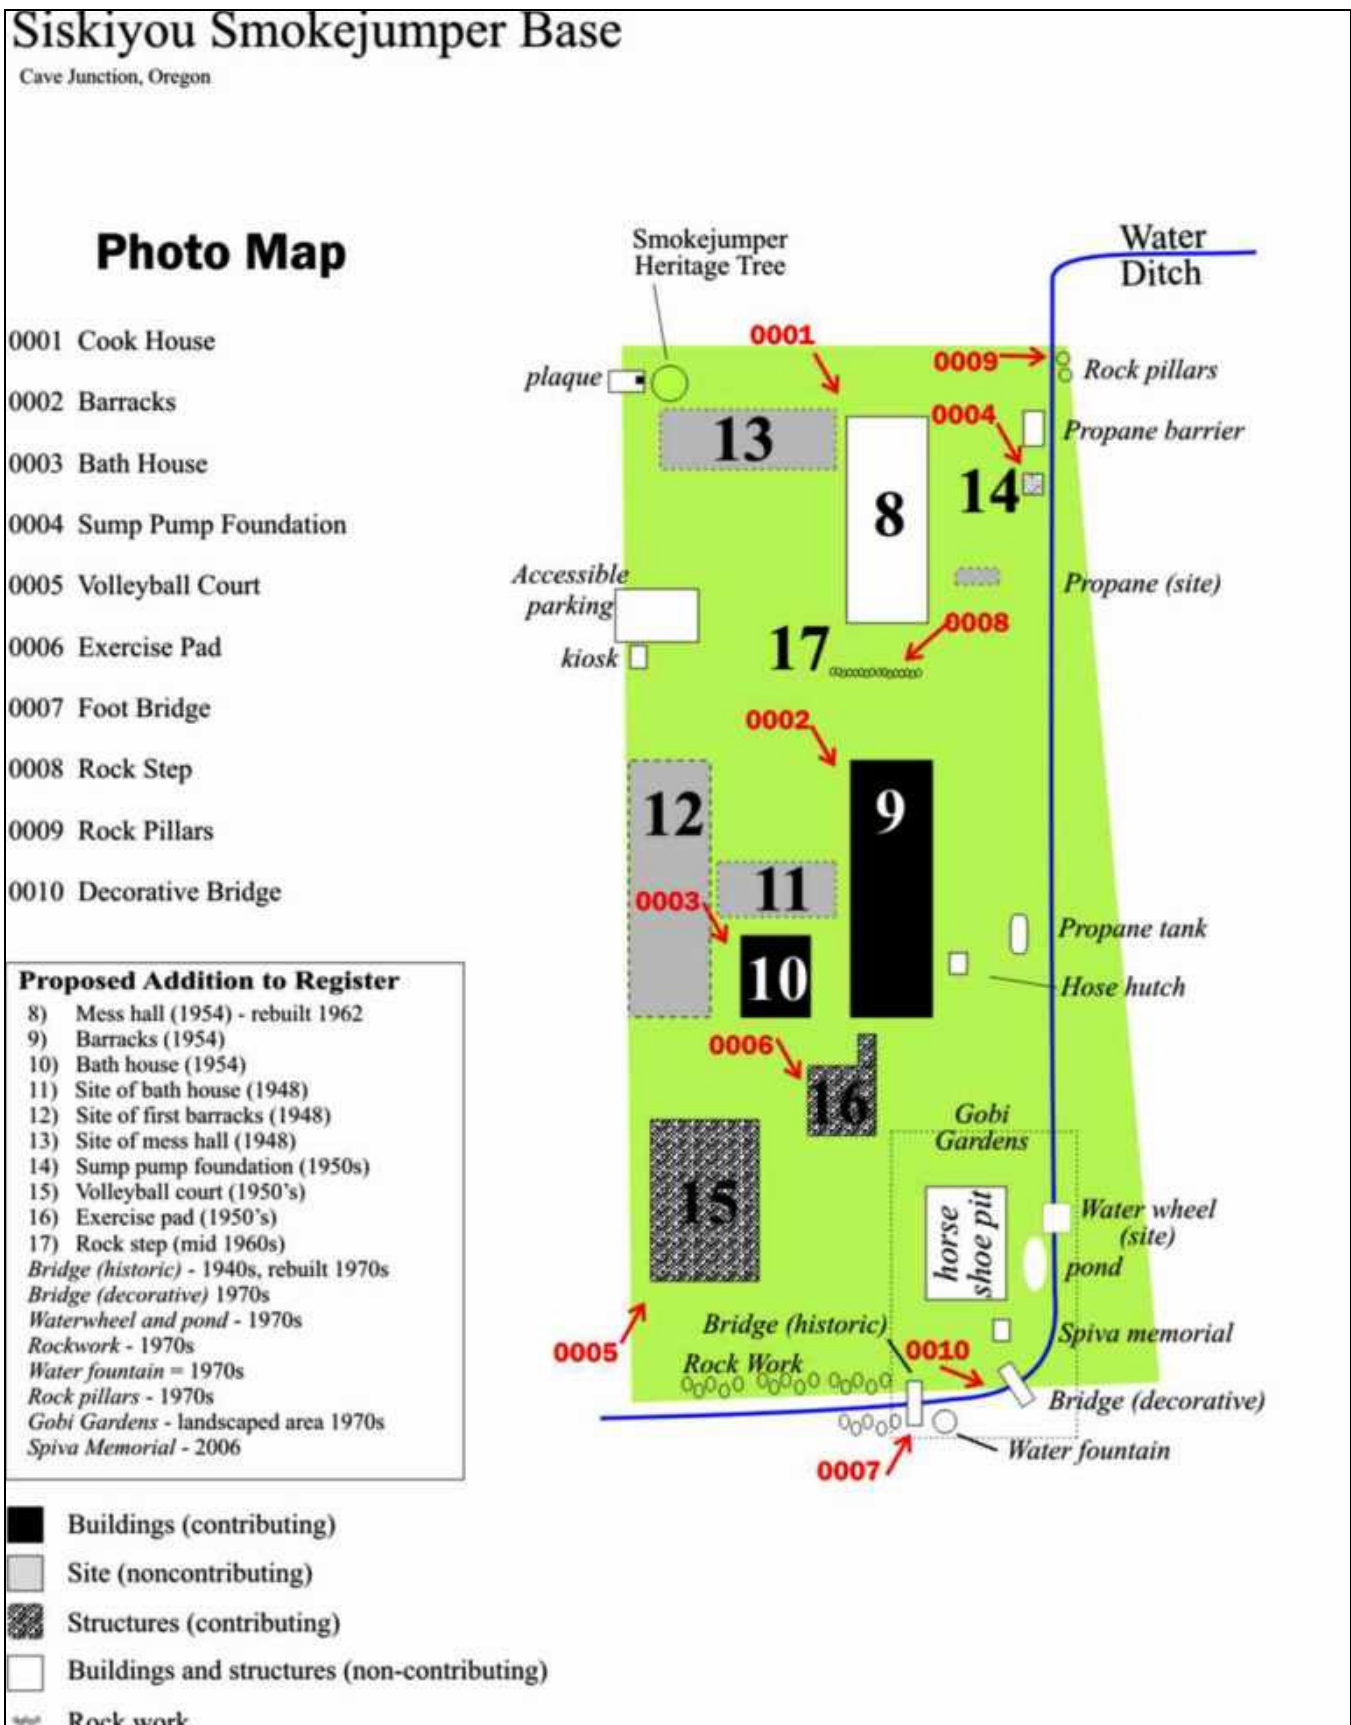 Siskiyou Smokejumper Base
Cave Junction, Oregon
Photo Map
0001 Cook House
0002 Barracks
0003 Bath House
0004 Sump Pump Foundation
0005 Volleyball Court
0006 Exercise Pad
0007 Foot Bridge
0008 Rock Step
0009 Rock Pillars
0010 Decorative Bridge
Proposed Addition to Register
8) Mess hall (1954) - rebuilt 1962
9) Barracks (1954)
10) Bath house (1954)
11) Site of bath house (1948)
12) Site of first barracks (1948)
13) Site of mess hall (1948)
14) Sump pump foundation (1950s)
15) Volleyball court (1950's)
16) Exercise pad (1950's)
17) Rock step (mid 1960s)
Bridge (historic) - 1940s, rebuilt 1970s
Bridge (decorative) 1970s
Waterwheel and pond - 1970s
Rockwork - 1970s
Water fountain = 1970s
Rock pillars - 1970s
Gobi Gardens - landscaped area 1970s
Spiva Memorial - 2006
Buildings (contributing)
Site (noncontributing)
Structures (contributing)
Buildings and structures (non-contributing)
Rock work
Smokejumper
Heritage Tree
Water
Ditch
0001
0009
Rock pillars
plaque
0004
Propane barrier
13
8
14
Accessible
parking
Propane (site)
0008
kiosk
17
0002
12
9
11
0003
10
Propane tank
Hose hutch
0006
16
Gobi
Gardens
15
horse
shoe pit
Water wheel
(site)
pond
Bridge (historic)
Spiva memorial
0005
0010
Rock Work
Bridge (decorative)
Water fountain
0007